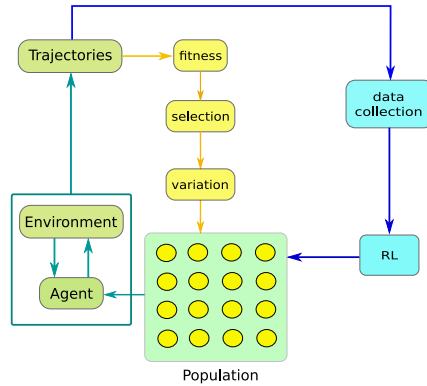 Trajectories
fitness
data
collection
selection
variation
Environment
Agent
RL
Population